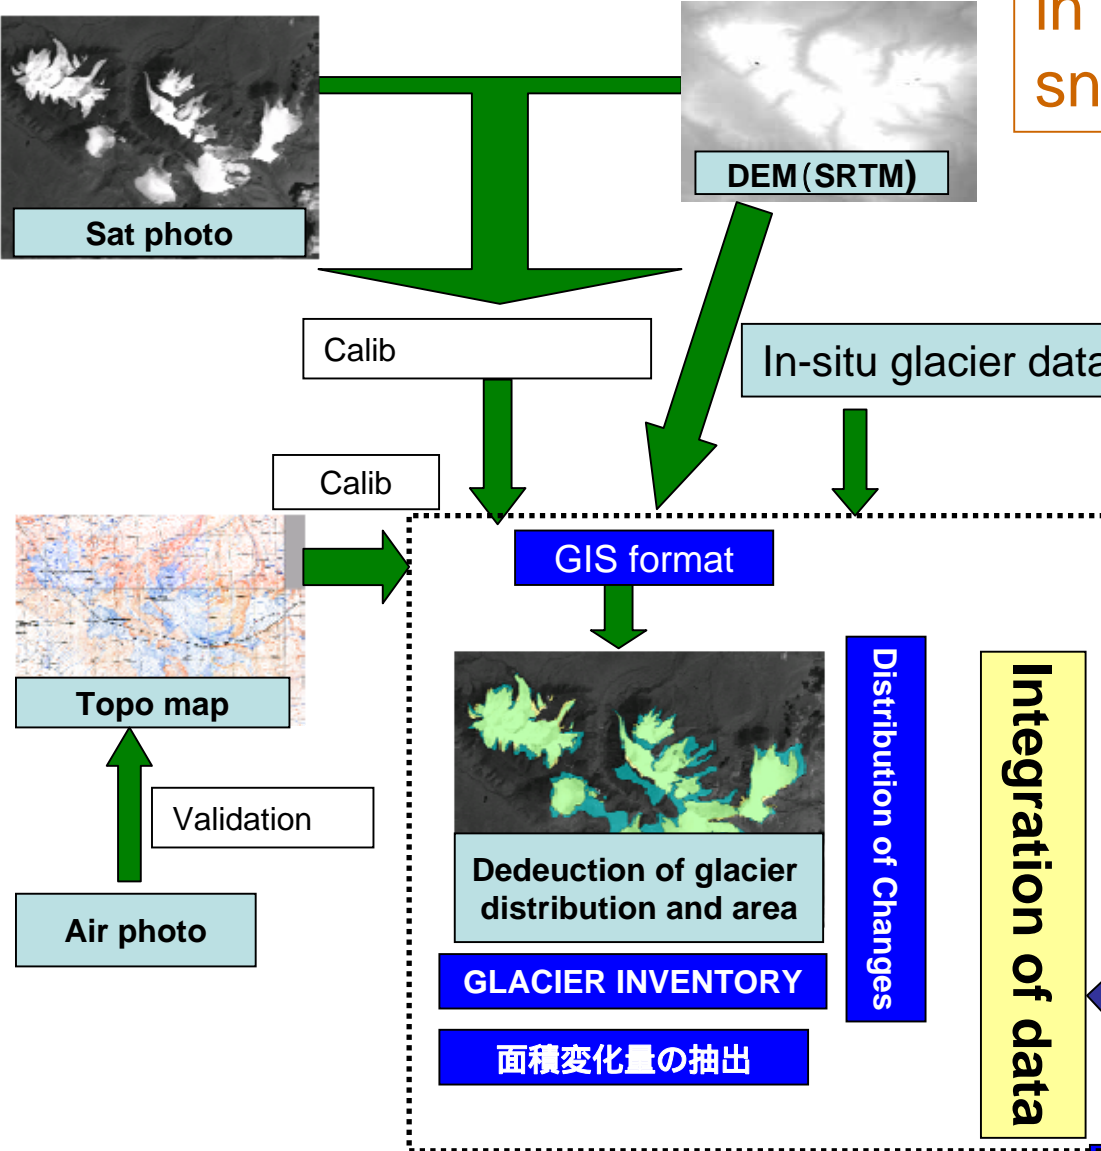 in
sn
DEM(SRTM)
Sat photo
Calib
In-situ glacier data
Calib
GIS format
Topo map
Validation
Air photo
Dedeuction of glacier
distribution and area
Distribution of Changes
Integration of data
GLACIER INVENTORY
面積変化量の抽出